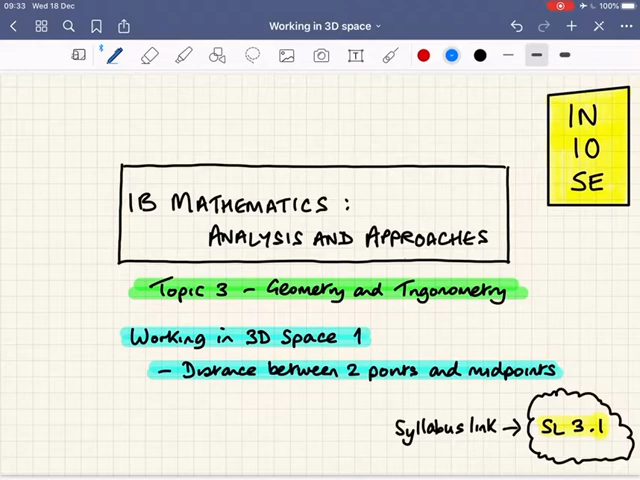 09:33 Wed 18 Dec
100%
Working in 3D space
IN
10
SE
IB MATHEMATICS:
ANALYSIS AND APPROACHES
Topic 3 - Geometry and Trigonometry
Working in 3D Space 1
- Distance between 2 points and midpoints
Syllabus link → SL 3.1